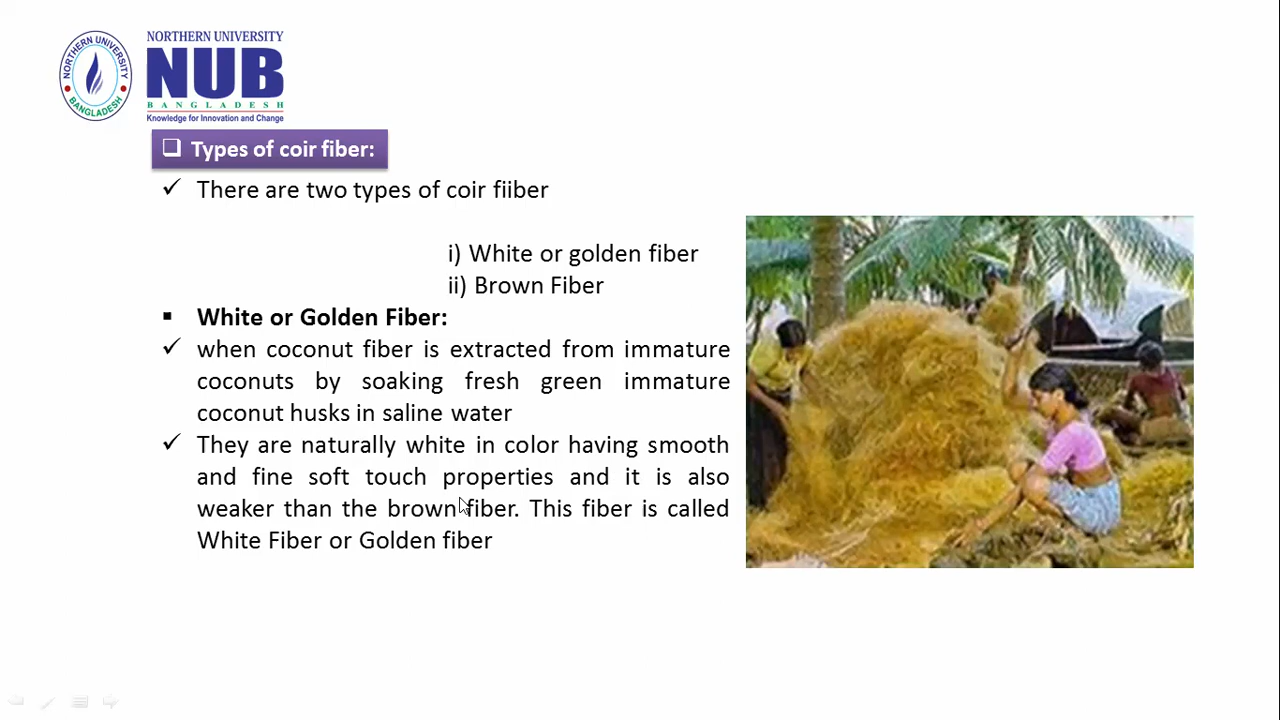 NORTHERN UNIVERSITY
BANGLADESH
NORTHERN UNIVERSITY
NUB
BANGLADESH
Knowledge for Innovation and Change
Types of coir fiber:
There are two types of coir fiiber
i) White or golden fiber
ii) Brown Fiber
White or Golden Fiber:
when coconut fiber is extracted from immature
coconuts by soaking fresh green immature
coconut husks in saline water
They are naturally white in color having smooth
and fine soft touch properties and it is also
weaker than the brown fiber. This fiber is called
White Fiber or Golden fiber